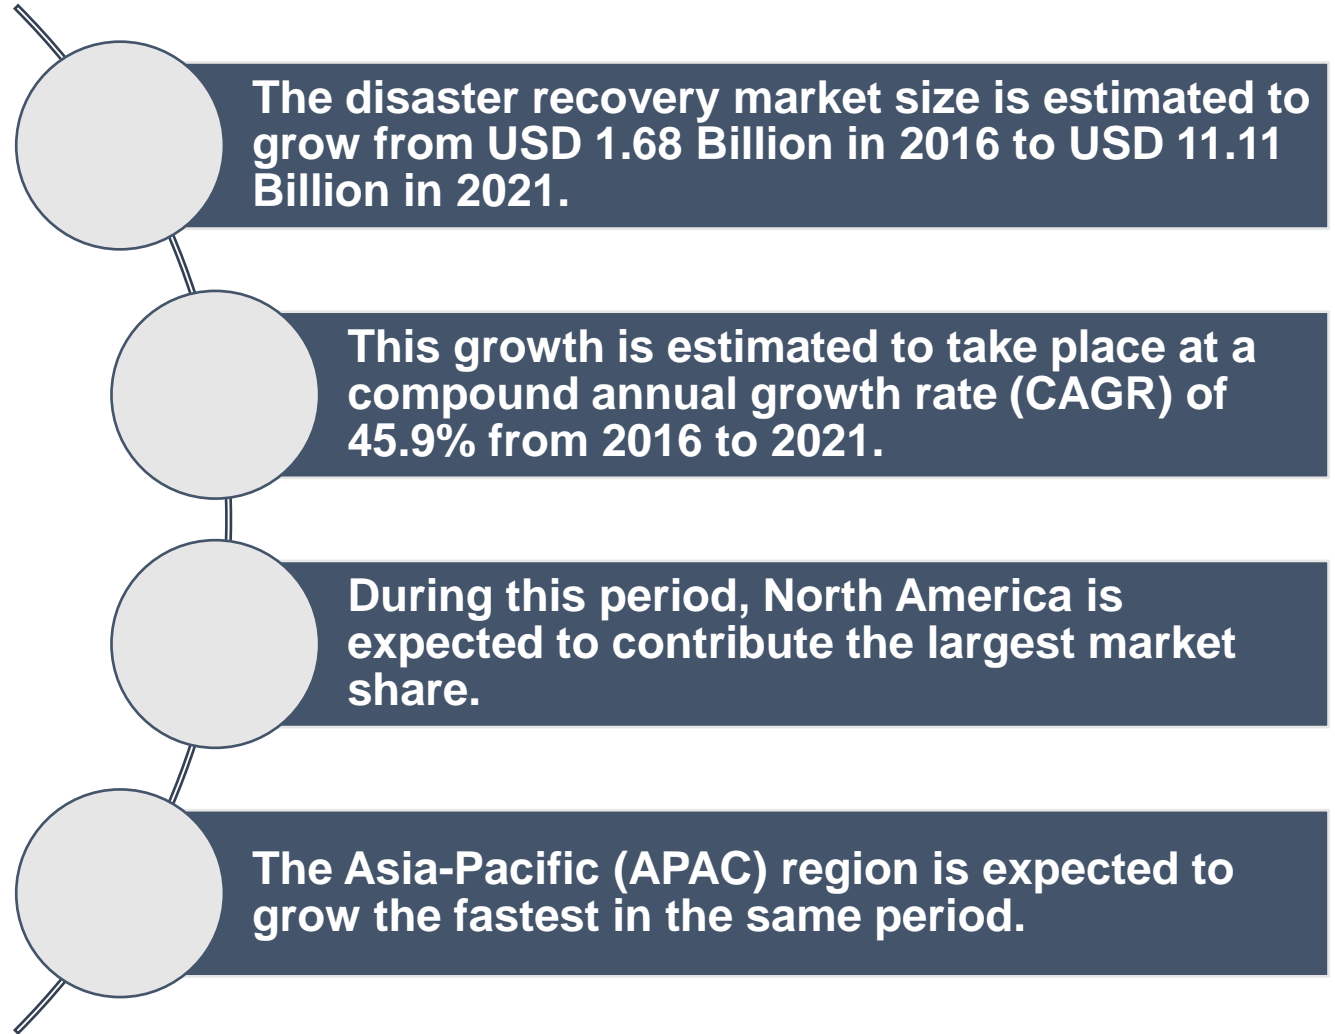 The disaster recovery market size is estimated to
grow from USD 1.68 Billion in 2016 to USD 11.11
Billion in 2021.
This growth is estimated to take place at a
compound annual growth rate (CAGR) of
45.9% from 2016 to 2021.
During this period, North America is
expected to contribute the largest market
share.
The Asia-Pacific (APAC) region is expected to
grow the fastest in the same period.